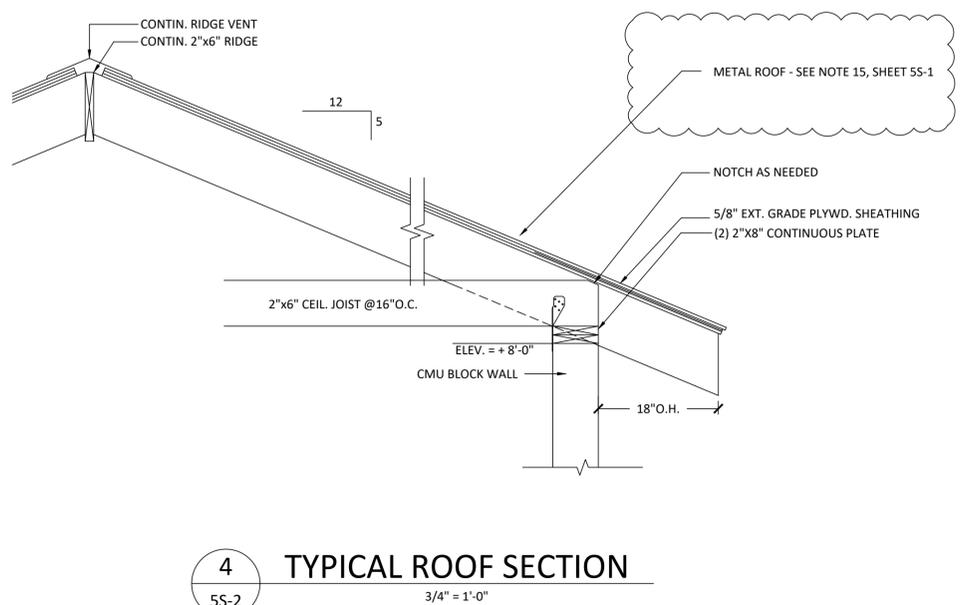 CONTIN. RIDGE VENT
CONTIN. 2"x6" RIDGE
12
5
METAL ROOF - SEE NOTE 15, SHEET 5S-1
NOTCH AS NEEDED
5/8" EXT. GRADE PLYWD. SHEATHING
(2) 2"X8" CONTINUOUS PLATE
2"x6" CEIL. JOIST @16"O.C.
ELEV. = + 8'-0"
CMU BLOCK WALL
18"O.H.
4
TYPICAL ROOF SECTION
5S-2
3/4" = 1'-0"